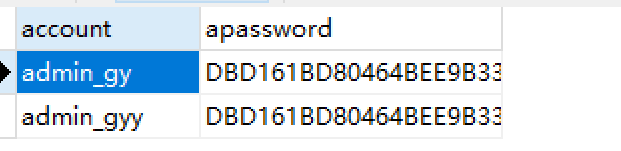 account apassword
admin_gy DBD161BD80464BEE9B33
admin_gyy DBD161BD80464BEE9B33